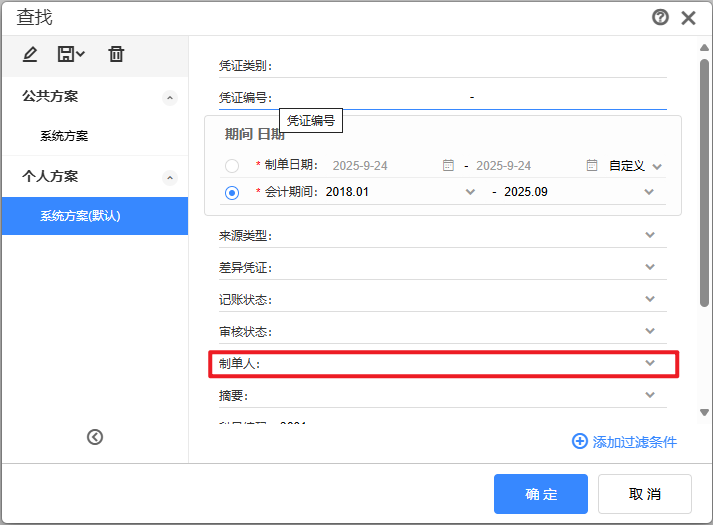 查找
公共方案
系统方案
个人方案
系统方案(默认)
凭证类别:
凭证编号: -
凭证编号
期间 日期
* 制单日期: 2025-9-24 - 2025-9-24 自定义
* 会计期间: 2018.01 - 2025.09
来源类型:
差异凭证:
记账状态:
审核状态:
制单人:
摘要:
添加过滤条件
确定 取消